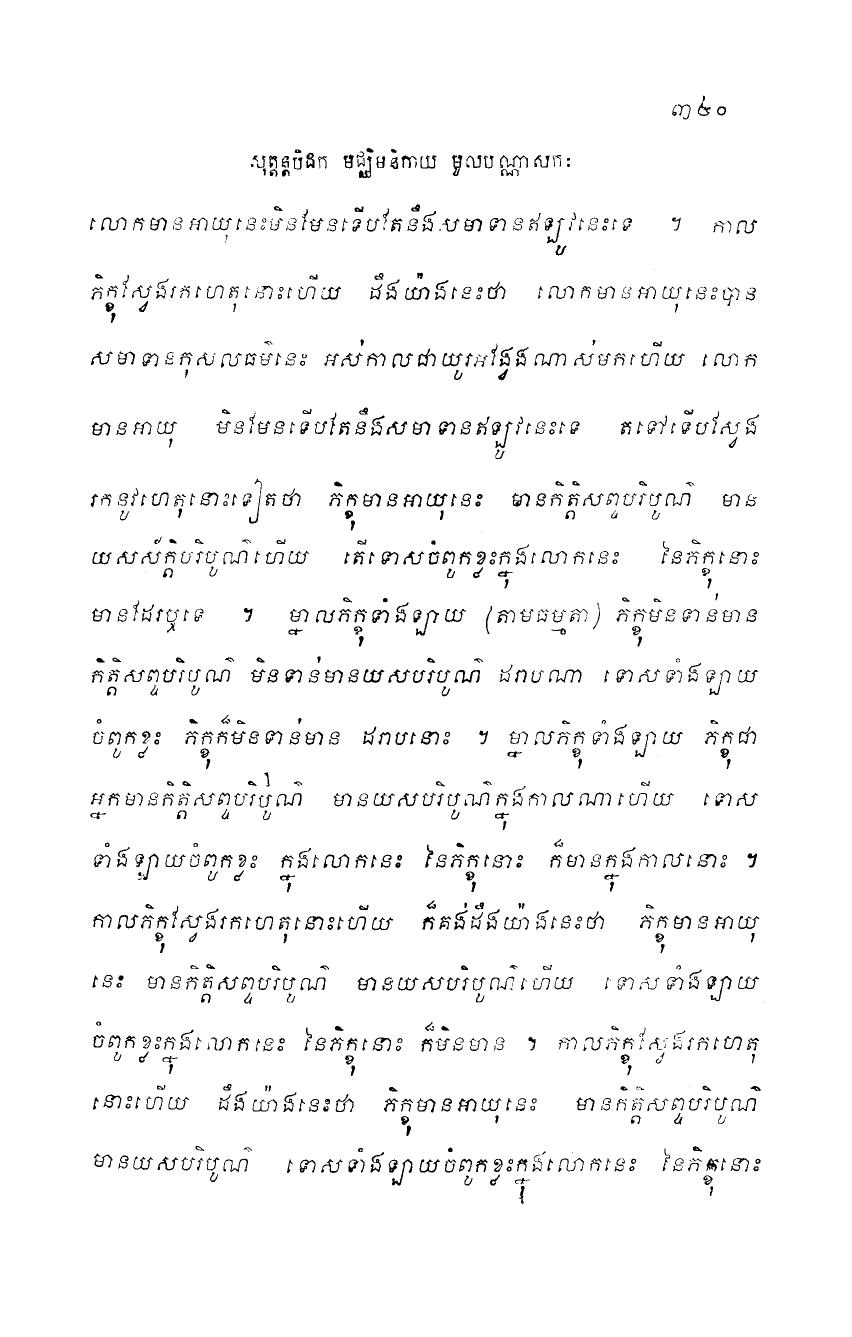 ៣៤០
សុត្តន្តបិដក មជ្ឈិមនិកាយ មូលបណ្ណាសកៈ
លោកមានអាយុនេះមិនមែនទើបតែនឹងសមាទានឥឡូវនេះទេ ។ កាល
ភិក្ខុស្វែងរកហេតុនោះហើយ ដឹងយ៉ាងនេះថា លោកមានអាយុនេះបាន
សមាទានកុសលធម៌នេះ អស់កាលជាយូរអង្វែងណាស់មកហើយ លោក
មានអាយុ មិនមែនទើបតែនឹងសមាទានឥឡូវនេះទេ តទៅទើបស្វែង
រកនូវហេតុនោះទៀតថា ភិក្ខុមានអាយុនេះ មានកិត្តិសព្ទបរិបូណ៌ មាន
យសស័ក្តិបរិបូណ៌ហើយ តើទោសចំពូកខ្លះក្នុងលោកនេះ នៃភិក្ខុនោះ
មានដែរឬទេ ។ ម្នាលភិក្ខុទាំងឡាយ (តាមធម្មតា) ភិក្ខុមិនទាន់មាន
កិត្តិសព្ទបរិបូណ៌ មិនទាន់មានយសបរិបូណ៌ ដរាបណា ទោសទាំងឡាយ
ចំពូកខ្លះ ភិក្ខុក៏មិនទាន់មាន ដរាបនោះ ។ ម្នាលភិក្ខុទាំងឡាយ ភិក្ខុជា
អ្នកមានកិត្តិសព្ទបរិបូណ៌ មានយសបរិបូណ៌ក្នុងកាលណាហើយ ទោស
ទាំងឡាយចំពូកខ្លះ ក្នុងលោកនេះ នៃភិក្ខុនោះ ក៏មានក្នុងកាលនោះ ។
កាលភិក្ខុស្វែងរកហេតុនោះហើយ ក៏គង់ដឹងយ៉ាងនេះថា ភិក្ខុមានអាយុ
នេះ មានកិត្តិសព្ទបរិបូណ៌ មានយសបរិបូណ៌ហើយ ទោសទាំងឡាយ
ចំពូកខ្លះក្នុងលោកនេះ នៃភិក្ខុនោះ ក៏មិនមាន ។ កាលភិក្ខុស្វែងរកហេតុ
នោះហើយ ដឹងយ៉ាងនេះថា ភិក្ខុមានអាយុនេះ មានកិត្តិសព្ទបរិបូណ៌
មានយសបរិបូណ៌ ទោសទាំងឡាយចំពូកខ្លះក្នុងលោកនេះ នៃភិក្ខុនោះ